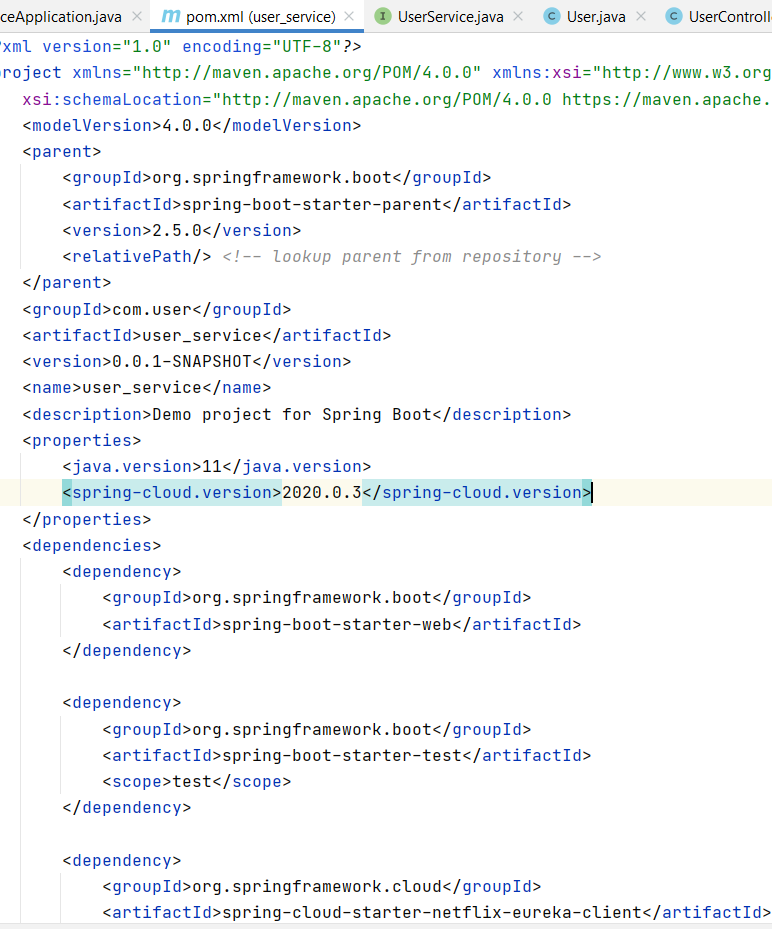 ceApplication.java × m pom.xml (user_service) × I UserService.java × C User.java × C UserControll
?xml version="1.0" encoding="UTF-8"?>
project xmlns="http://maven.apache.org/POM/4.0.0" xmlns:xsi="http://www.w3.org
xsi:schemaLocation="http://maven.apache.org/POM/4.0.0 https://maven.apache.
<modelVersion>4.0.0</modelVersion>
<parent>
<groupId>org.springframework.boot</groupId>
<artifactId>spring-boot-starter-parent</artifactId>
<version>2.5.0</version>
<relativePath/> <!-- lookup parent from repository -->
</parent>
<groupId>com.user</groupId>
<artifactId>user_service</artifactId>
<version>0.0.1-SNAPSHOT</version>
<name>user_service</name>
<description>Demo project for Spring Boot</description>
<properties>
<java.version>11</java.version>
<spring-cloud.version>2020.0.3</spring-cloud.version>
</properties>
<dependencies>
<dependency>
<groupId>org.springframework.boot</groupId>
<artifactId>spring-boot-starter-web</artifactId>
</dependency>
<dependency>
<groupId>org.springframework.boot</groupId>
<artifactId>spring-boot-starter-test</artifactId>
<scope>test</scope>
</dependency>
<dependency>
<groupId>org.springframework.cloud</groupId>
<artifactId>spring-cloud-starter-netflix-eureka-client</artifactId>